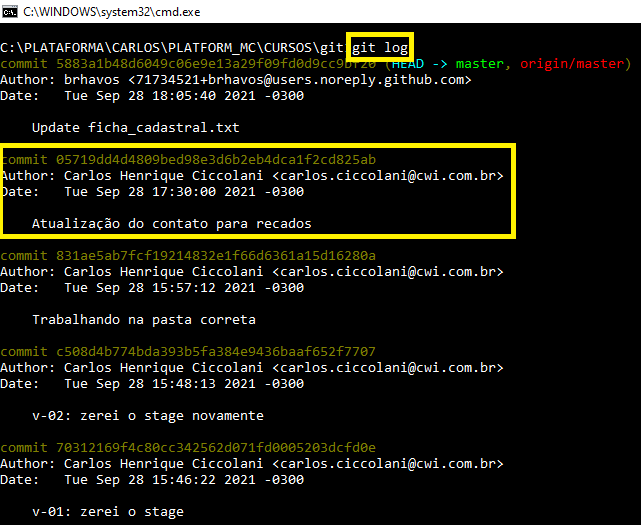 C:\WINDOWS\system32\cmd.exe
C:\PLATAFORMA\CARLOS\PLATFORM_MC\CURSOS\git git log
commit 5883a1b48d6049c06e9e13a29f09fd0d9cc9bf20 (HEAD -> master, origin/master)
Author: brhavos <71734521+brhavos@users.noreply.github.com>
Date:   Tue Sep 28 18:05:40 2021 -0300
Update ficha_cadastral.txt
commit 05719dd4d4809bed98e3d6b2eb4dca1f2cd825ab
Author: Carlos Henrique Ciccolani <carlos.ciccolani@cwi.com.br>
Date:   Tue Sep 28 17:30:00 2021 -0300
Atualização do contato para recados
commit 831ae5ab7fcf19214832e1f66d6361a15d16280a
Author: Carlos Henrique Ciccolani <carlos.ciccolani@cwi.com.br>
Date:   Tue Sep 28 15:57:12 2021 -0300
Trabalhando na pasta correta
commit c508d4b774bda393b5fa384e9436baaf652f7707
Author: Carlos Henrique Ciccolani <carlos.ciccolani@cwi.com.br>
Date:   Tue Sep 28 15:48:13 2021 -0300
v-02: zerei o stage novamente
commit 70312169f4c80cc342562d071fd0005203dcfd0e
Author: Carlos Henrique Ciccolani <carlos.ciccolani@cwi.com.br>
Date:   Tue Sep 28 15:46:22 2021 -0300
v-01: zerei o stage